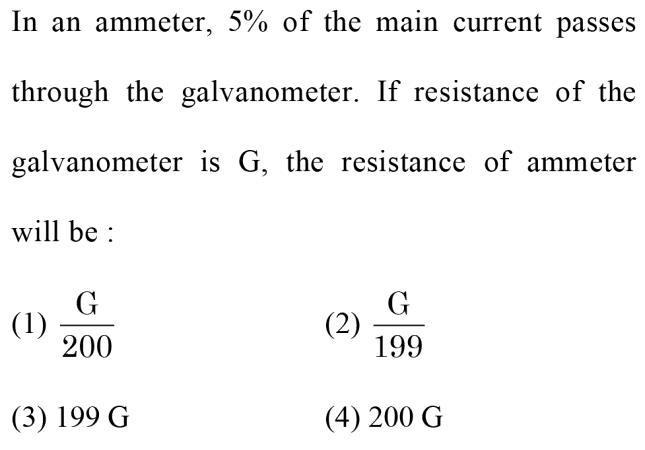 In an ammeter, 5% of the main current passes
through the galvanometer. If resistance of the
galvanometer is G, the resistance of ammeter
will be :
(1) G/200 (2) G/199
(3) 199 G (4) 200 G